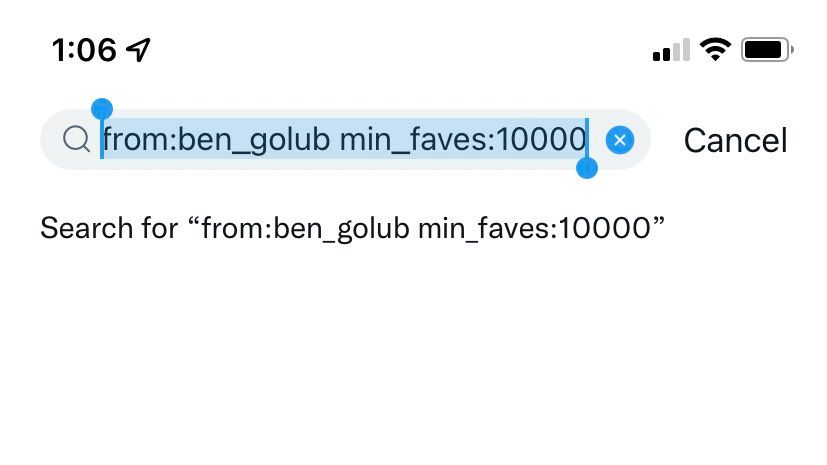 1:06
from:ben_golub min_faves:10000 Cancel
Search for “from:ben_golub min_faves:10000”